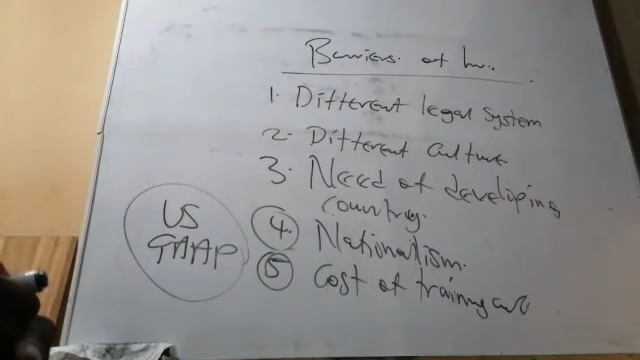 Barriers of
1. Different legal system
2. Different culture
3. Need of developing
country.
4. Nationalism.
5 Cost of training
US
GAAP